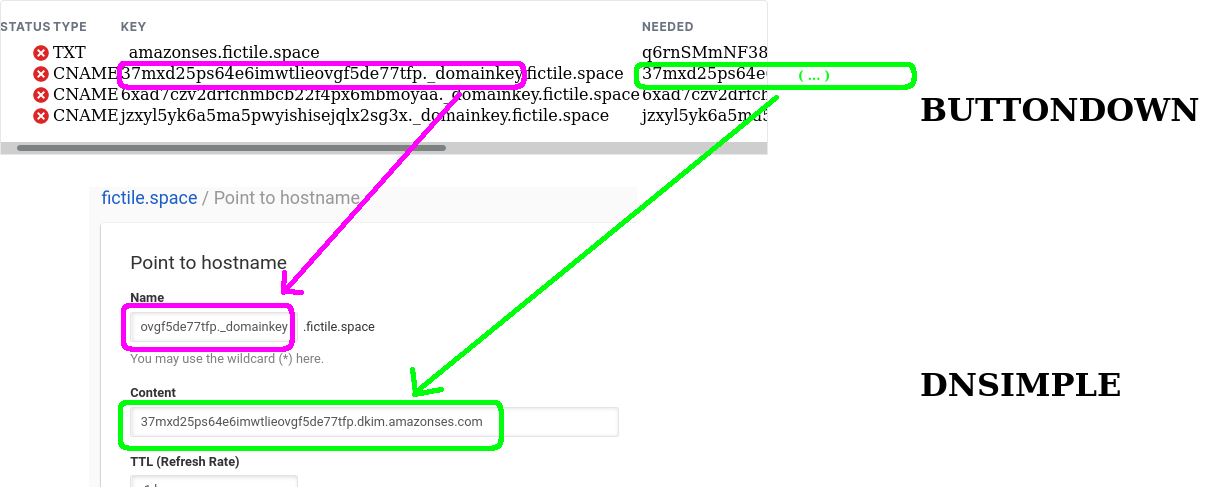 STATUS TYPE KEY NEEDED
TXT _amazonses.fictile.space q6rnSMmNF38
CNAME 37mxd25ps64e6imwtlieovgf5de77tfp._domainkey.fictile.space 37mxd25ps64e (...)
CNAME 6xad7czv2drfchmbcb22f4px6mbmoyaa._domainkey.fictile.space 6xad7czv2drfch
CNAME jzxyl5yk6a5ma5pwyishisejqlx2sg3x._domainkey.fictile.space jzxyl5yk6a5ma5
BUTTONDOWN
fictile.space / Point to hostname
Point to hostname
Name
ovgf5de77tfp._domainkey .fictile.space
You may use the wildcard (*) here.
DNSIMPLE
Content
37mxd25ps64e6imwtlieovgf5de77tfp.dkim.amazonses.com
TTL (Refresh Rate)